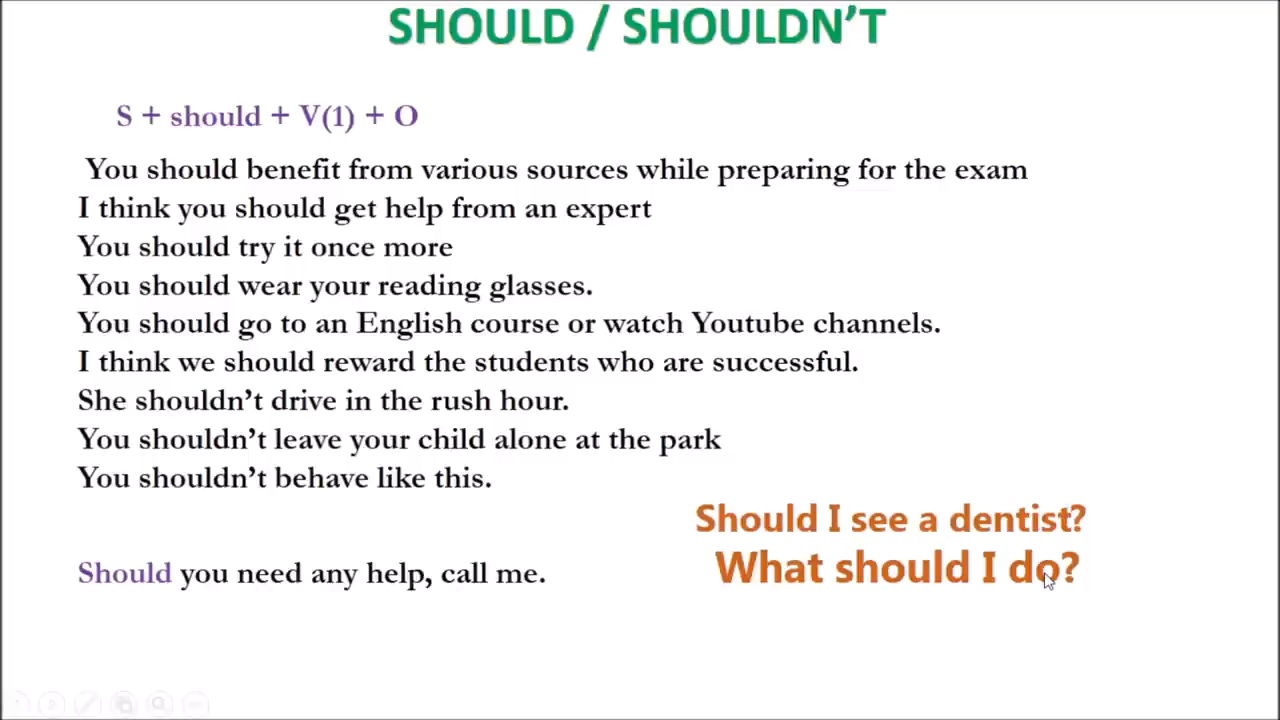 SHOULD / SHOULDN’T
S + should + V(1) + O
You should benefit from various sources while preparing for the exam
I think you should get help from an expert
You should try it once more
You should wear your reading glasses.
You should go to an English course or watch Youtube channels.
I think we should reward the students who are successful.
She shouldn’t drive in the rush hour.
You shouldn’t leave your child alone at the park
You shouldn’t behave like this.
Should I see a dentist?
What should I do?
Should you need any help, call me.